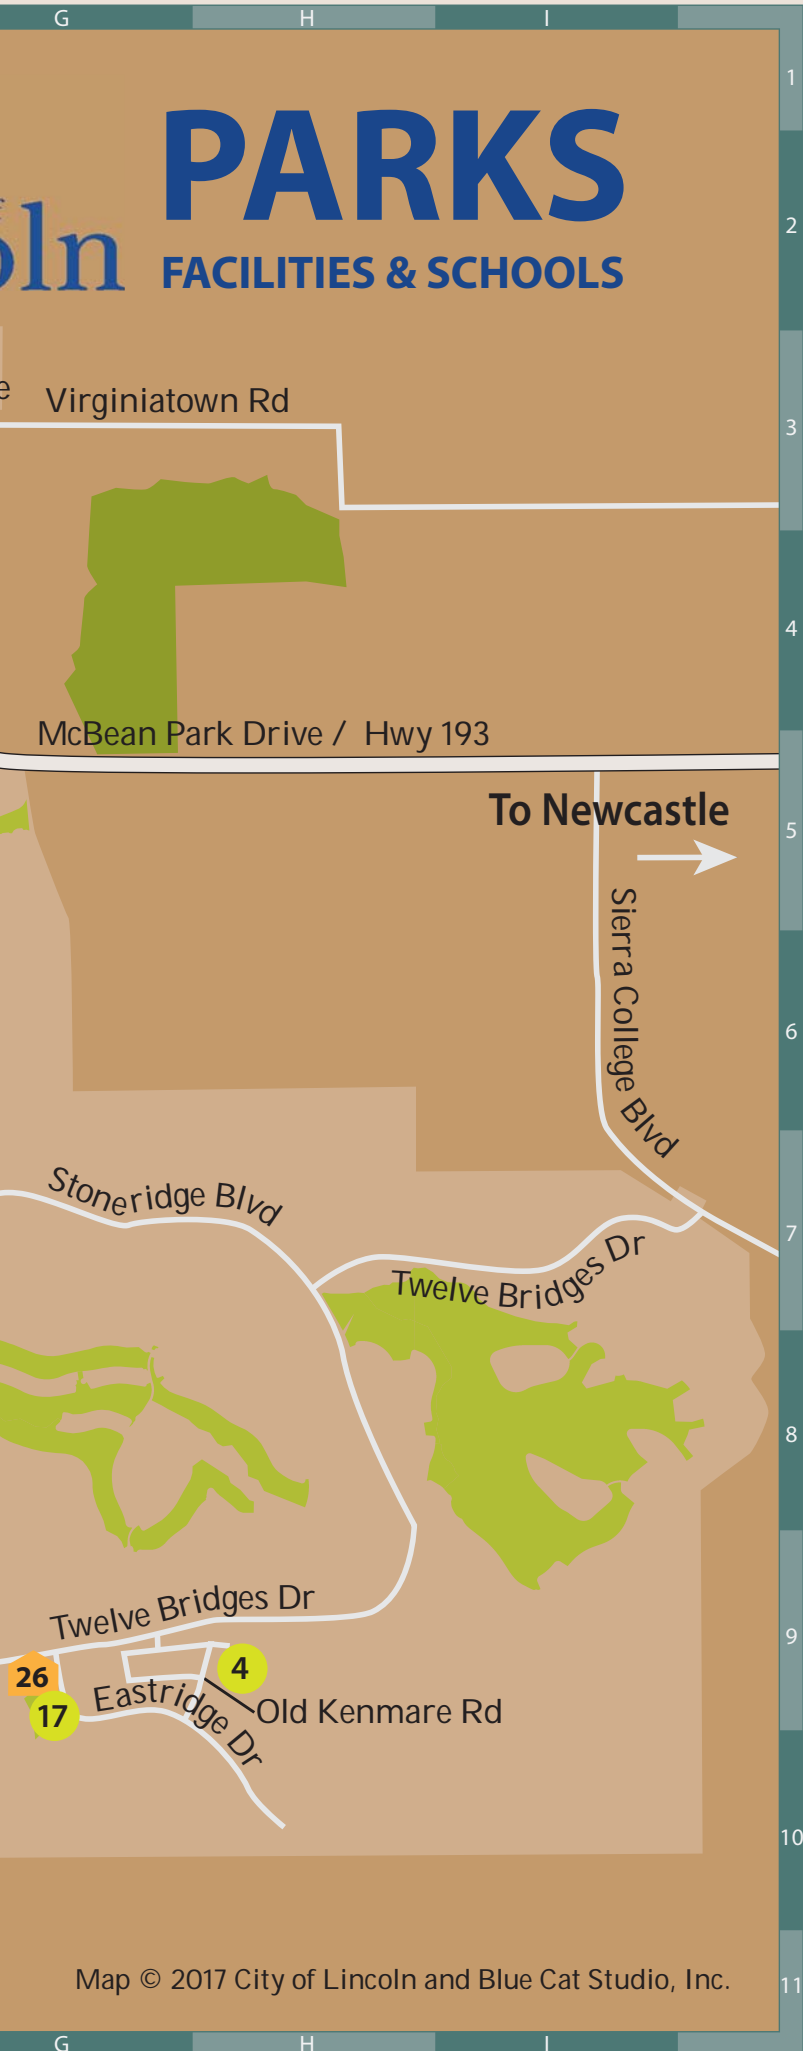 G H I
1
PARKS
2
oln
FACILITIES & SCHOOLS
e Virginiatown Rd
3
4
McBean Park Drive / Hwy 193
To Newcastle
5
Sierra College Blvd
6
Stoneridge Blvd
7
Twelve Bridges Dr
8
Twelve Bridges Dr
9
26
4
17
Eastridge Dr
Old Kenmare Rd
10
Map © 2017 City of Lincoln and Blue Cat Studio, Inc.
11
G H I